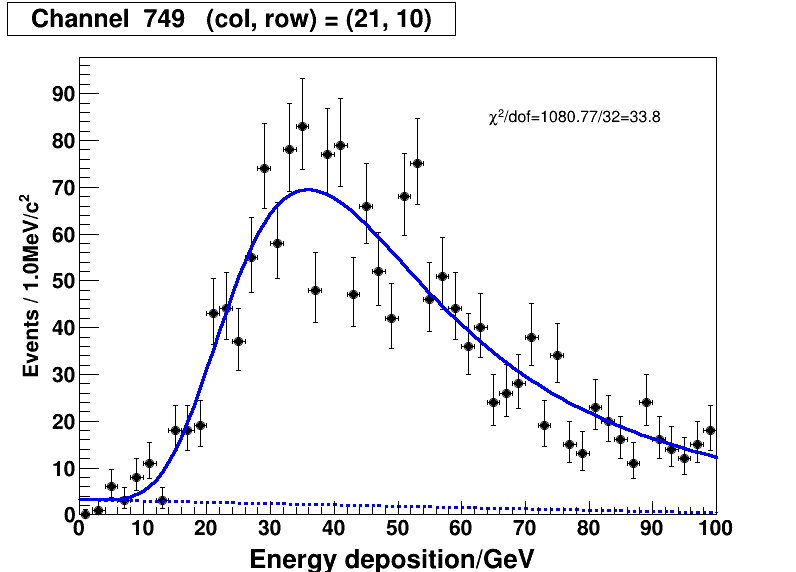 Channel 749 (col, row) = (21, 10)
χ²/dof=1080.77/32=33.8
Events / 1.0MeV/c²
90
80
70
60
50
40
30
20
10
0
0 10 20 30 40 50 60 70 80 90 100
Energy deposition/GeV